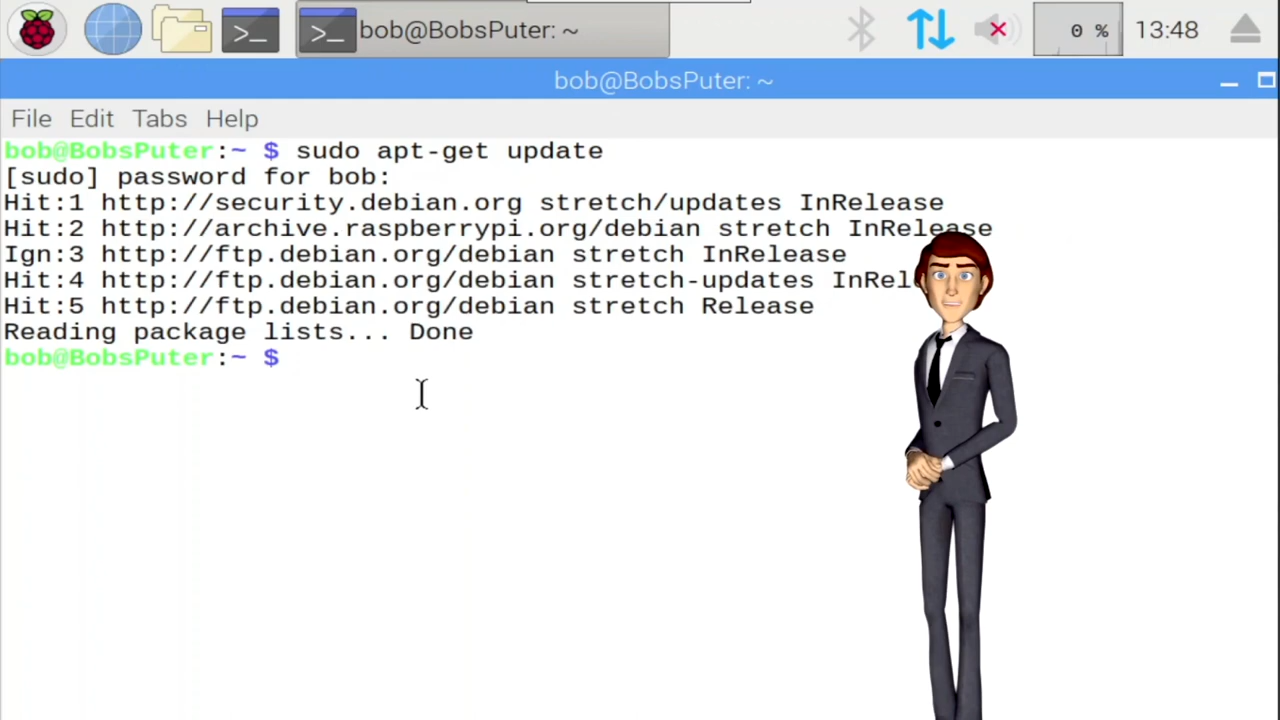 >_ >_ bob@BobsPuter: ~ 0 % 13:48
bob@BobsPuter: ~
File Edit Tabs Help
bob@BobsPuter:~ $ sudo apt-get update
[sudo] password for bob:
Hit:1 http://security.debian.org stretch/updates InRelease
Hit:2 http://archive.raspberrypi.org/debian stretch InRelease
Ign:3 http://ftp.debian.org/debian stretch InRelease
Hit:4 http://ftp.debian.org/debian stretch-updates InRel
Hit:5 http://ftp.debian.org/debian stretch Release
Reading package lists... Done
bob@BobsPuter:~ $